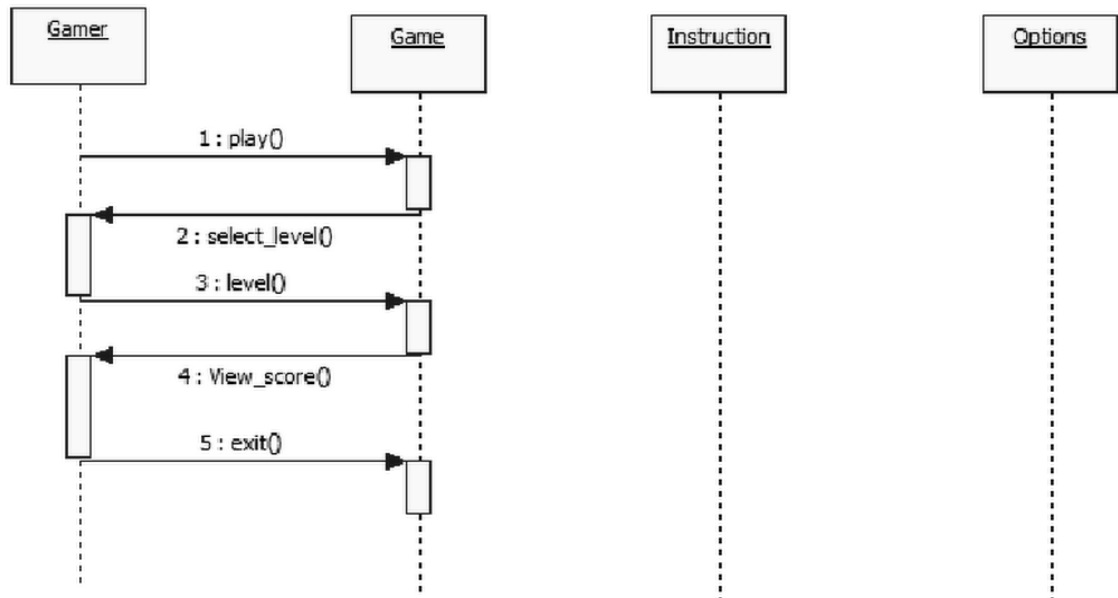 Gamer
Game
Instruction
Options
1 : play()
2 : select_level()
3 : level()
4 : View_score()
5 : exit()